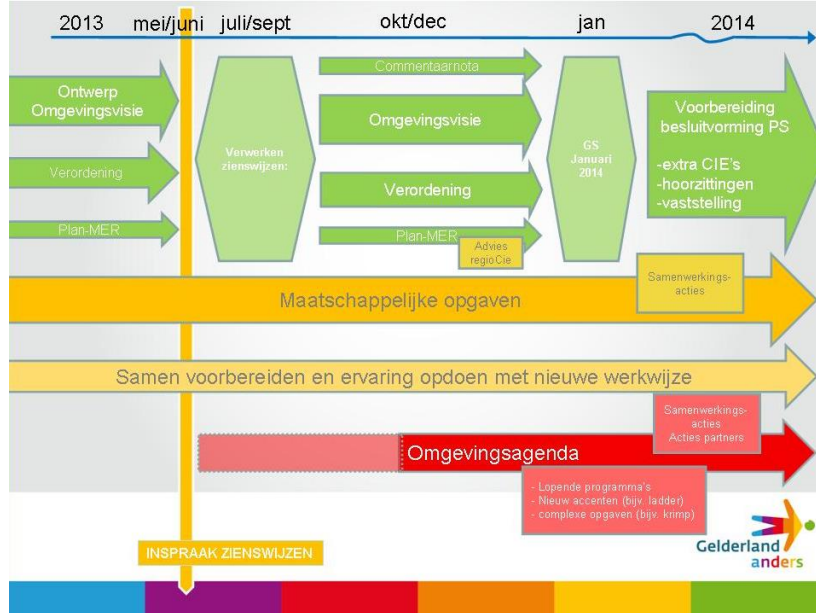 2013 mei/juni juli/sept okt/dec jan 2014
Ontwerp
Omgevingsvisie
Verordening
Plan-MER
Verwerken
zienswijzen:
Commentaarnota
Omgevingsvisie
Verordening
Plan-MER
Advies
regioCie
GS
Januari
2014
Voorbereiding
besluitvorming PS
-extra CIE's
-hoorzittingen
-vaststelling
Maatschappelijke opgaven
Samenwerkings-
acties
Samen voorbereiden en ervaring opdoen met nieuwe werkwijze
Samenwerkings-
acties
Acties partners
Omgevingsagenda
- Lopende programma's
- Nieuw accenten (bijv. ladder)
- complexe opgaven (bijv. krimp)
INSPRAAK ZIENSWIJZEN
Gelderland
anders